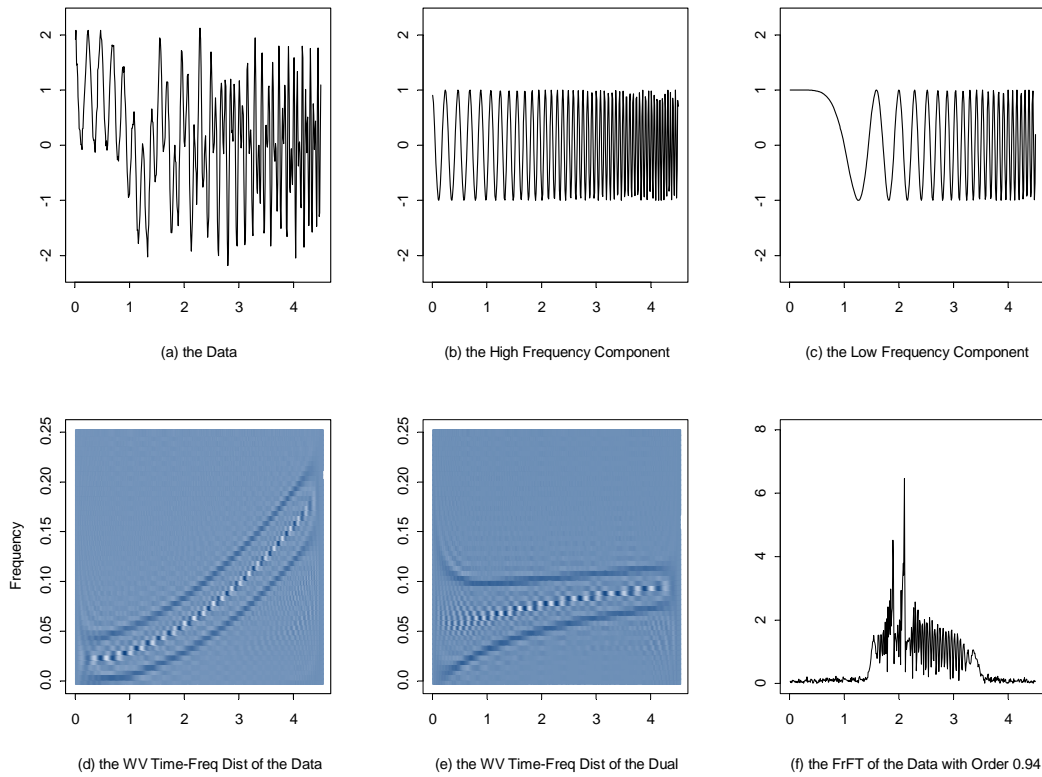 2
1
0
-1
-2
0 1 2 3 4
(a) the Data
2
1
0
-1
-2
0 1 2 3 4
(b) the High Frequency Component
2
1
0
-1
-2
0 1 2 3 4
(c) the Low Frequency Component
Frequency
0.25
0.20
0.15
0.10
0.05
0.0
0 1 2 3 4
(d) the WV Time-Freq Dist of the Data
0.25
0.20
0.15
0.10
0.05
0.0
0 1 2 3 4
(e) the WV Time-Freq Dist of the Dual
8
6
4
2
0
0 1 2 3 4
(f) the FrFT of the Data with Order 0.94